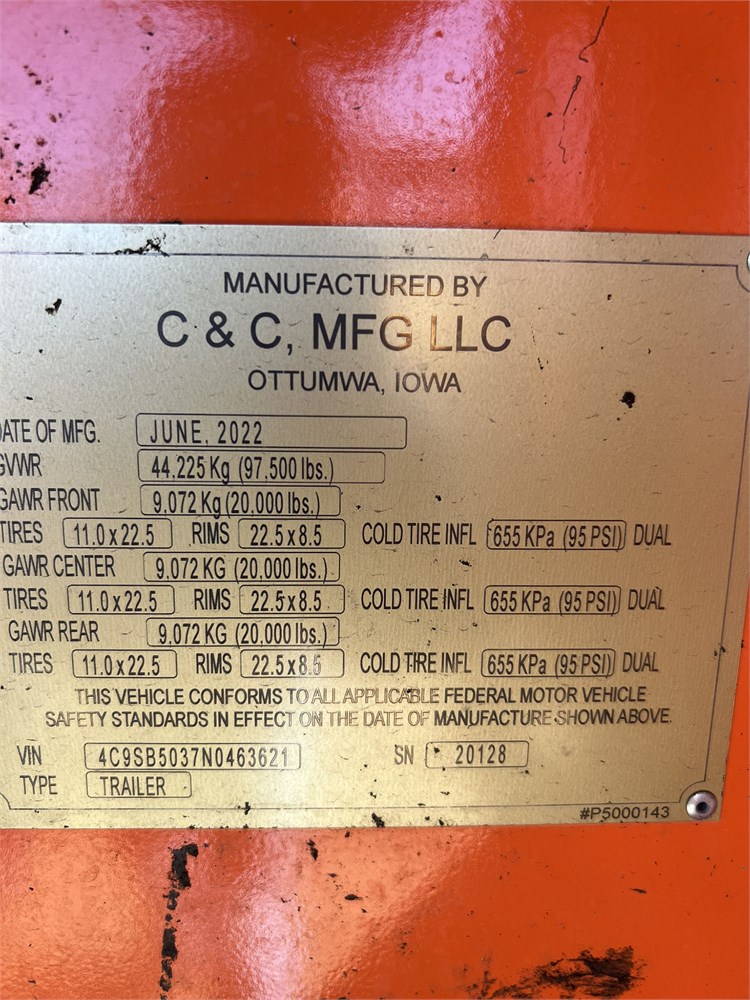 MANUFACTURED BY
C & C, MFG LLC
OTTUMWA, IOWA
DATE OF MFG. JUNE, 2022
GVWR 44.225 Kg (97,500 lbs.)
GAWR FRONT 9,072 Kg (20,000 lbs.)
TIRES 11.0 x 22.5 RIMS 22.5 x 8.5 COLD TIRE INFL 655 KPa (95 PSI) DUAL
GAWR CENTER 9,072 KG (20,000 lbs.)
TIRES 11.0 x 22.5 RIMS 22.5 x 8.5 COLD TIRE INFL 655 KPa (95 PSI) DUAL
GAWR REAR 9,072 KG (20,000 lbs.)
TIRES 11.0 x 22.5 RIMS 22.5 x 8.5 COLD TIRE INFL 655 KPa (95 PSI) DUAL
THIS VEHICLE CONFORMS TO ALL APPLICABLE FEDERAL MOTOR VEHICLE
SAFETY STANDARDS IN EFFECT ON THE DATE OF MANUFACTURE SHOWN ABOVE.
VIN 4C9SB5037N0463621 SN 20128
TYPE TRAILER
#P5000143